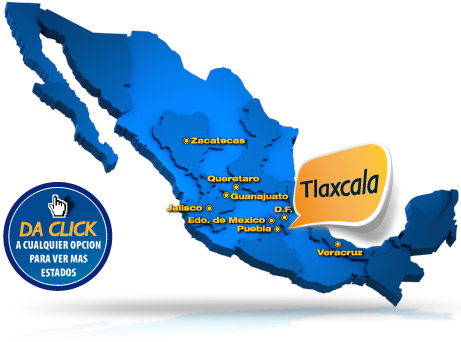 Zacatecas
Tlaxcala
Queretaro
Guanajuato
Jalisco
D.F.
Edo. de Mexico
Puebla
Veracruz
DA CLICK
A CUALQUIER OPCION
PARA VER MAS
ESTADOS